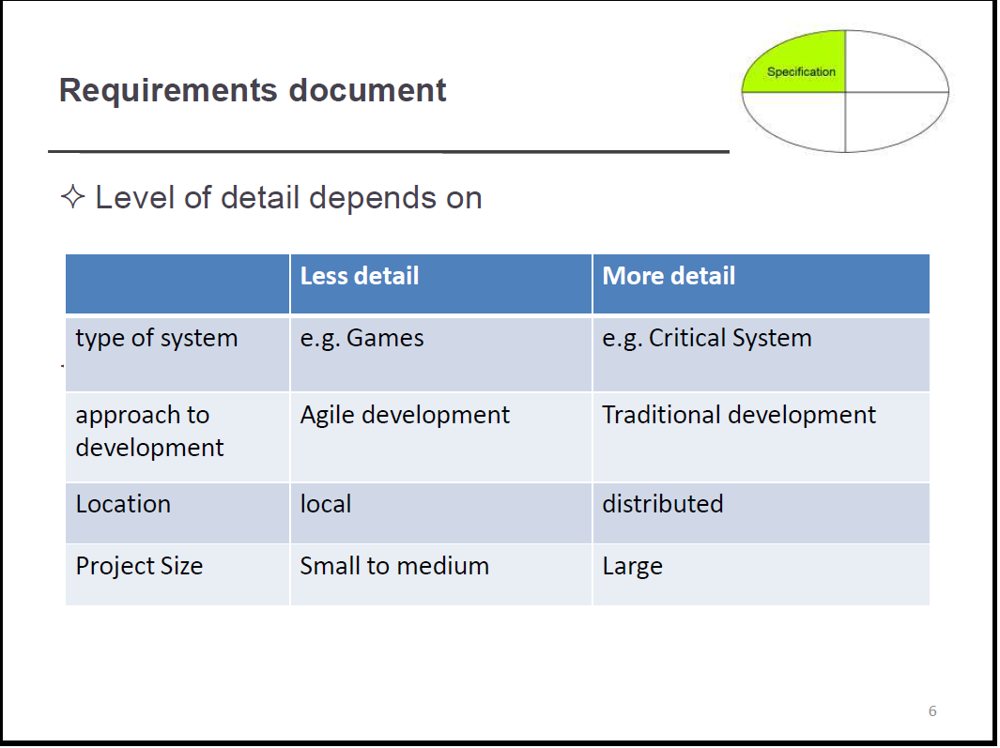 Specification
Requirements document
✧ Level of detail depends on
Less detail More detail
type of system e.g. Games e.g. Critical System
approach to Agile development Traditional development
development
Location local distributed
Project Size Small to medium Large
6